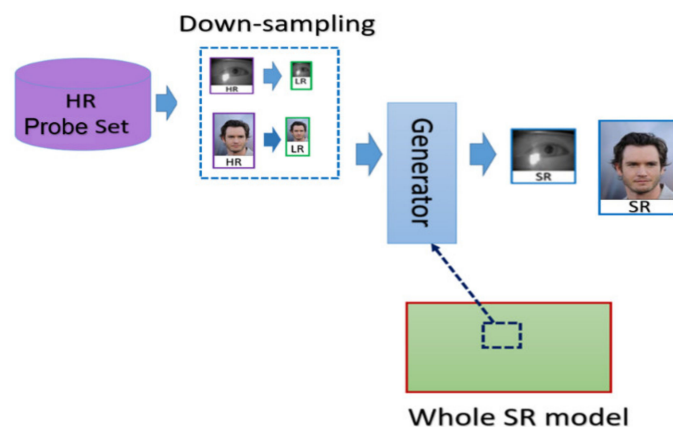 Down-sampling
HR
Probe Set
HR
LR
HR
LR
Generator
SR
SR
Whole SR model